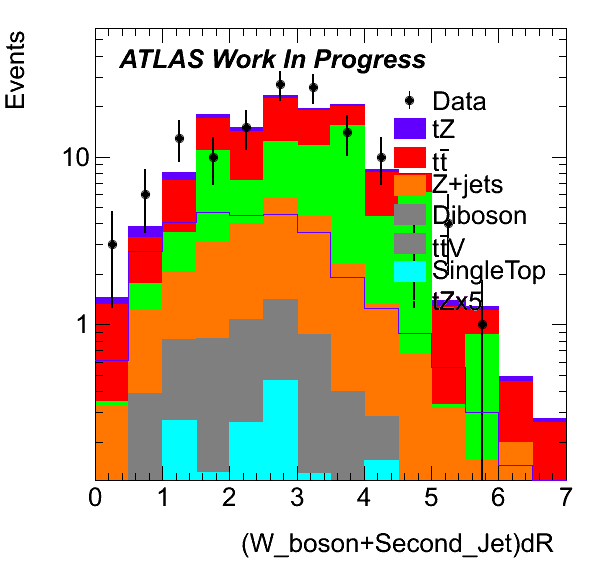 Events
ATLAS Work In Progress
Data
tZ
tt̄
Z+jets
Diboson
tt̄V
SingleTop
tZx5
10
1
0 1 2 3 4 5 6 7
(W_boson+Second_Jet)dR